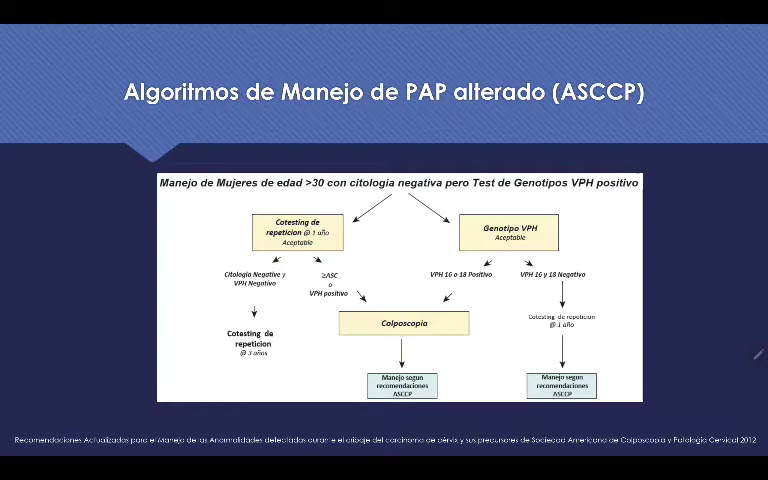 Algoritmos de Manejo de PAP alterado (ASCCP)
Manejo de Mujeres de edad >30 con citologia negativa pero Test de Genotipos VPH positivo
Cotesting de
repeticion @ 1 año
Aceptable
Genotipo VPH
Aceptable
Citología Negative y
VPH Negativo
≥ASC
o
VPH positivo
VPH 16 o 18 Positivo
VPH 16 y 18 Negativo
Cotesting de
repeticion
@ 3 años
Colposcopia
Cotesting de repeticion
@ 1 año
Manejo segun
recomendaciones
ASCCP
Manejo segun
recomendaciones
ASCCP
Recomendaciones Actualizadas para el Manejo de las Anormalidades detectadas durante el cribaje del carcinoma de cérvix y sus precursores de Sociedad Americana de Colposcopia y Patología Cervical 2012